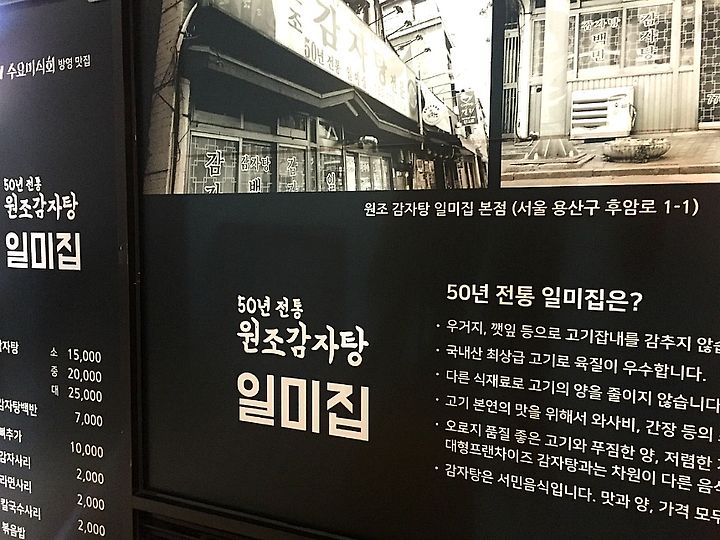 수요미식회 방영 맛집
50년 전통
원조감자탕
일미집
감자탕
소 15,000
중 20,000
대 25,000
감자탕백반
7,000
뼈추가
10,000
감자사리
2,000
라면사리
2,000
칼국수사리
2,000
볶음밥
2,000
감자탕
50년 전통
원조 감자탕 일미집 본점 (서울 용산구 후암로 1-1)
50년 전통
원조감자탕
일미집
50년 전통 일미집은?
· 우거지, 깻잎 등으로 고기잡내를 감추지 않습
· 국내산 최상급 고기로 육질이 우수합니다.
· 다른 식재료로 고기의 양을 줄이지 않습니다
· 고기 본연의 맛을 위해서 와사비, 간장 등의
· 오로지 품질 좋은 고기와 푸짐한 양, 저렴한
대형프랜차이즈 감자탕과는 차원이 다른 음식
· 감자탕은 서민음식입니다. 맛과 양, 가격 모두